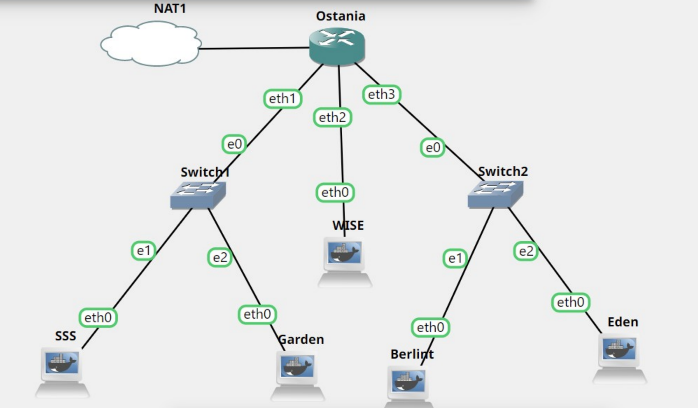 NAT1
Ostania
eth1
eth2
eth3
e0
e0
Switch1
Switch2
eth0
WISE
e1
e2
e1
e2
eth0
eth0
eth0
eth0
SSS
Garden
Berlint
Eden